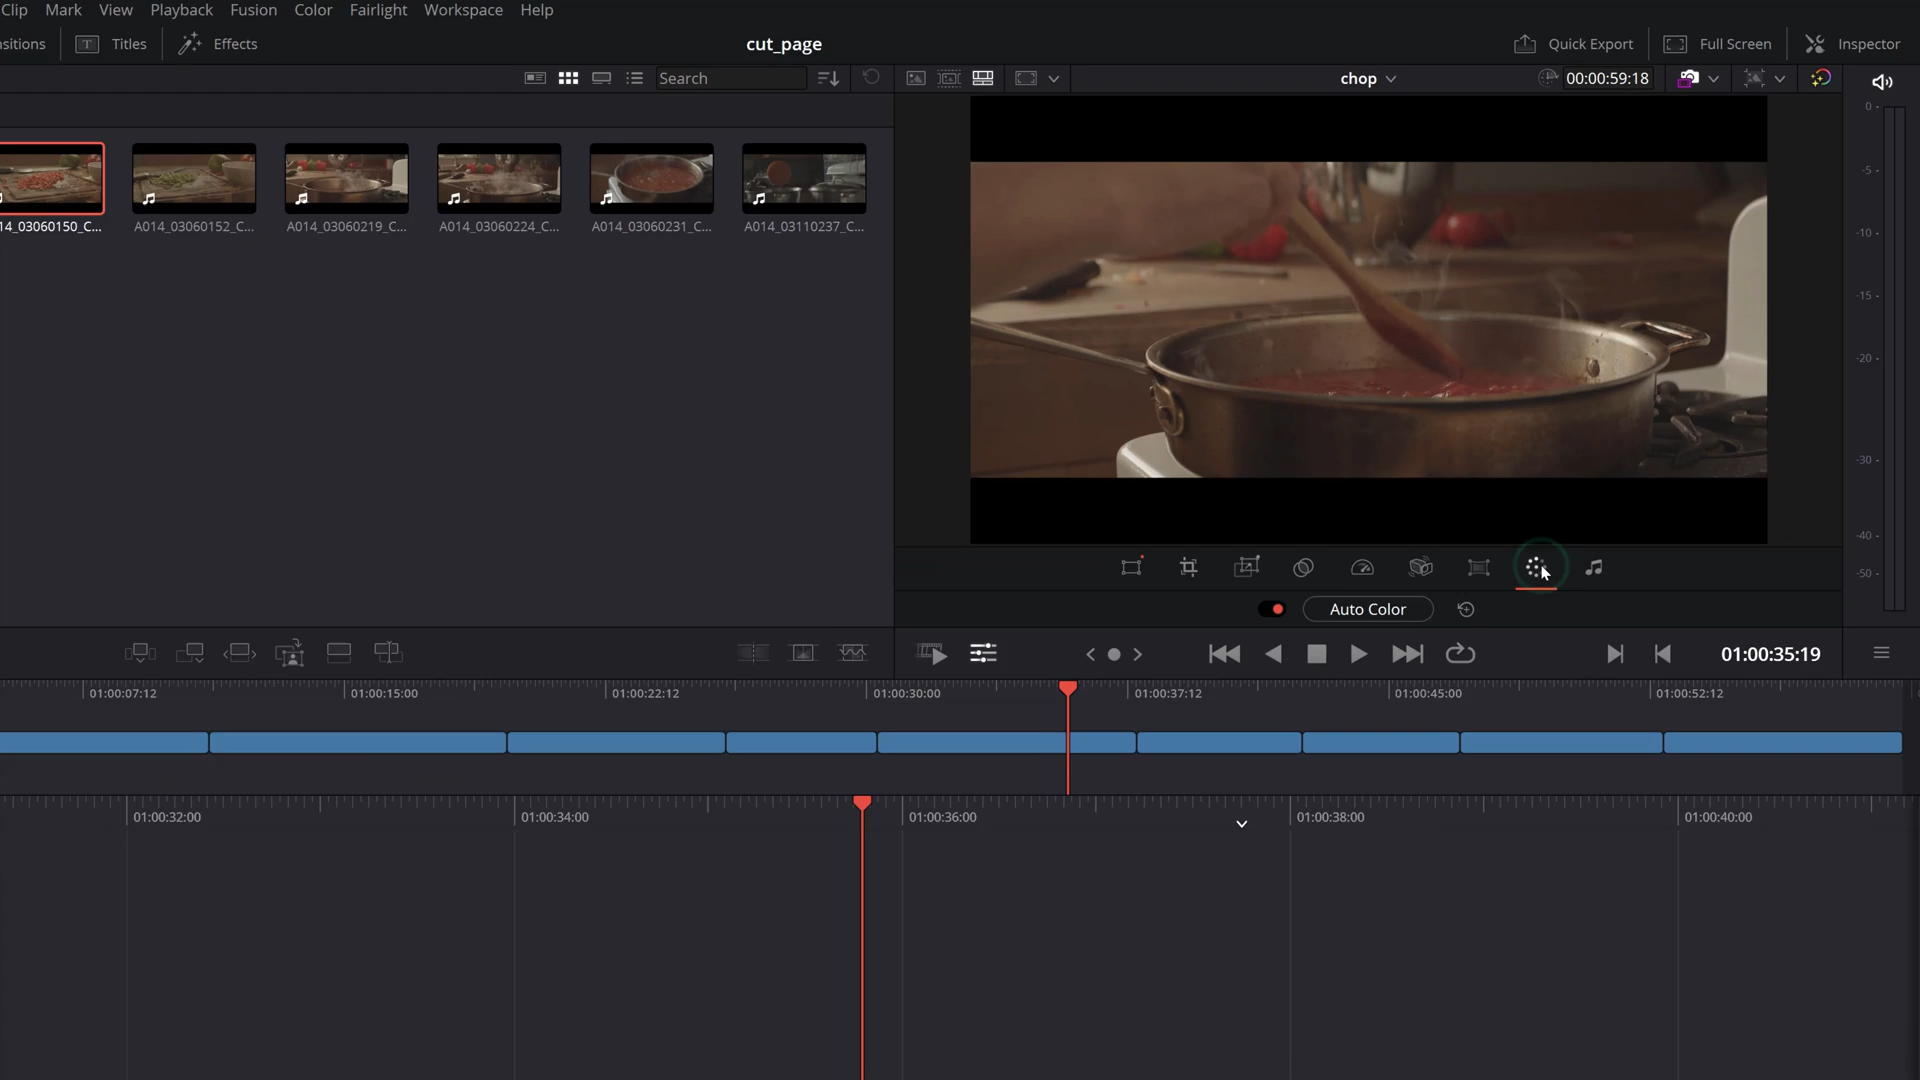 Clip Mark View Playback Fusion Color Fairlight Workspace Help
sitions Titles Effects cut_page Quick Export Full Screen Inspector
Search chop 00:00:59:18
0
-5
-10
-15
-20
-30
-40
-50
14_03060150_C... A014_03060152_C... A014_03060219_C... A014_03060224_C... A014_03060231_C... A014_03110237_C...
Auto Color
01:00:35:19
01:00:07:12 01:00:15:00 01:00:22:12 01:00:30:00 01:00:37:12 01:00:45:00 01:00:52:12
01:00:32:00 01:00:34:00 01:00:36:00 01:00:38:00 01:00:40:00